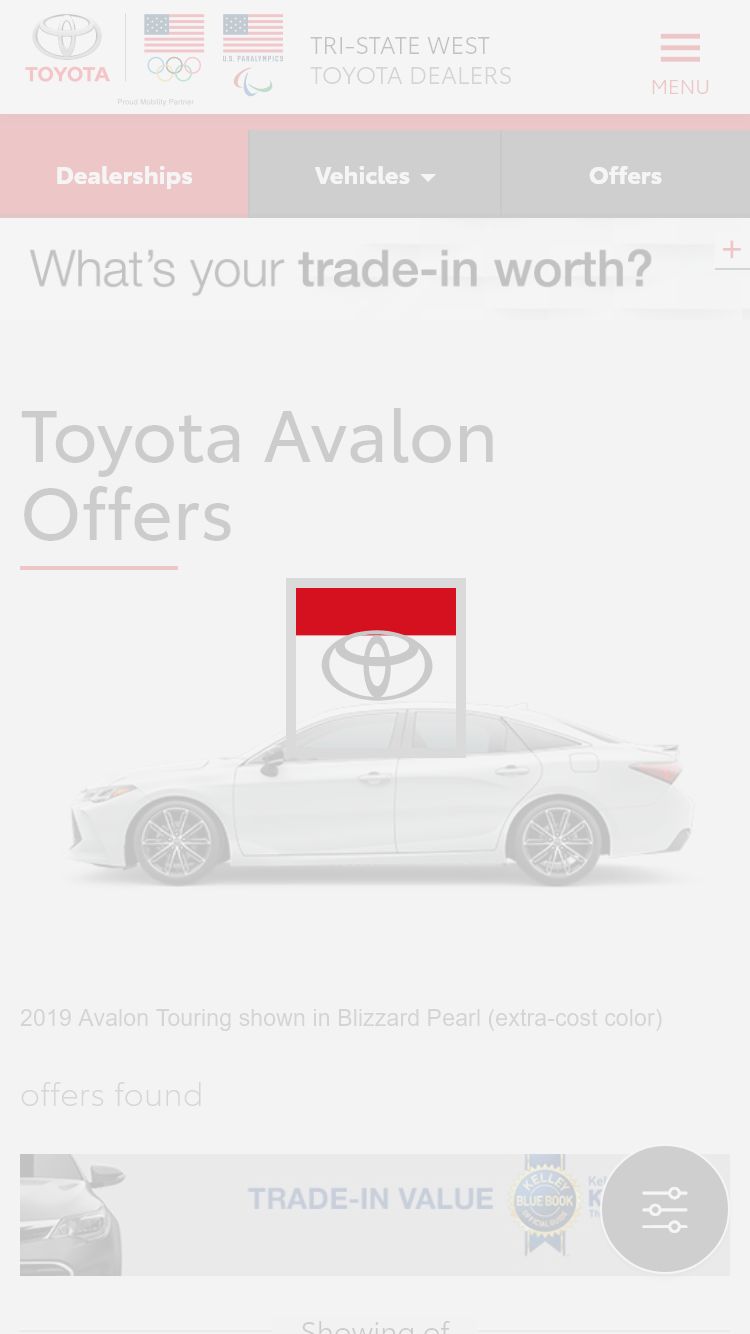 TOYOTA
U.S. PARALYMPICS
Proud Mobility Partner
TRI-STATE WEST
TOYOTA DEALERS
MENU
Dealerships
Vehicles
Offers
What's your trade-in worth?
+
Toyota Avalon
Offers
2019 Avalon Touring shown in Blizzard Pearl (extra-cost color)
offers found
TRADE-IN VALUE
KELLEY
BLUE BOOK
OFFICIAL GUIDE
Showing of